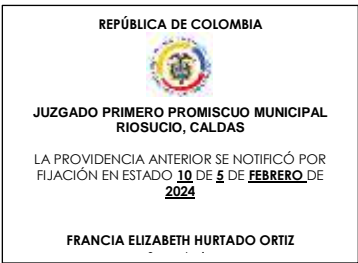 REPÚBLICA DE COLOMBIA
JUZGADO PRIMERO PROMISCUO MUNICIPAL
RIOSUCIO, CALDAS
LA PROVIDENCIA ANTERIOR SE NOTIFICÓ POR
FIJACIÓN EN ESTADO 10 DE 5 DE FEBRERO DE
2024
FRANCIA ELIZABETH HURTADO ORTIZ